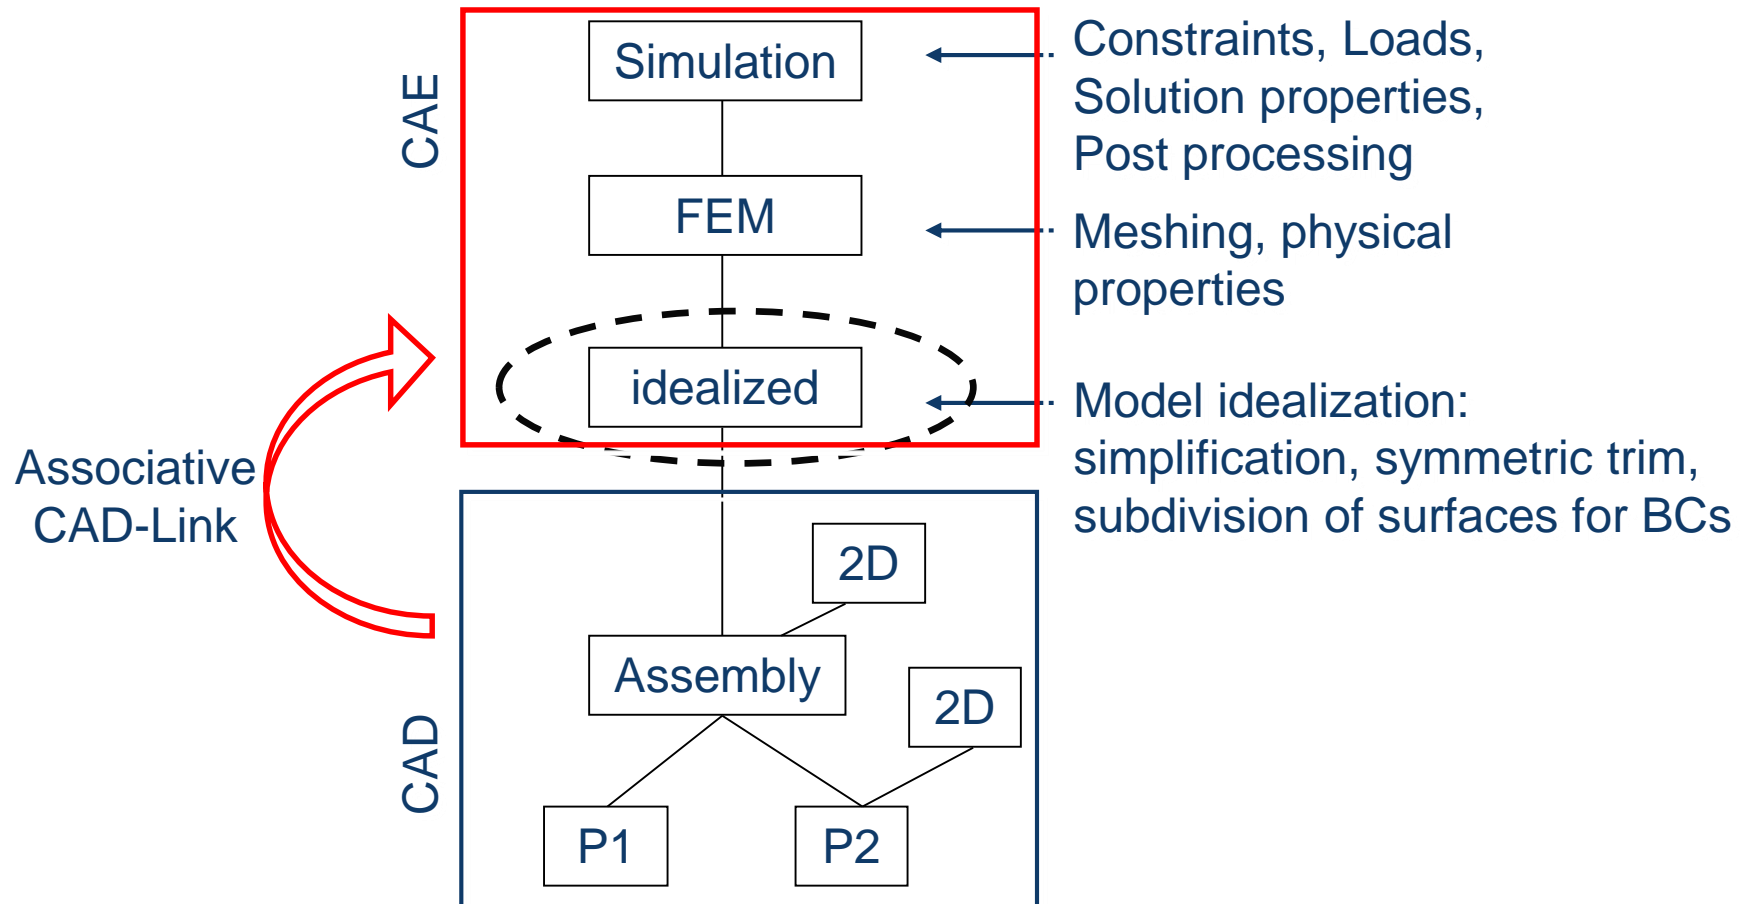 CAE
Simulation
Constraints, Loads,
Solution properties,
Post processing
FEM
Meshing, physical
properties
idealized
Model idealization:
simplification, symmetric trim,
subdivision of surfaces for BCs
Associative
CAD-Link
CAD
2D
Assembly
2D
P1
P2